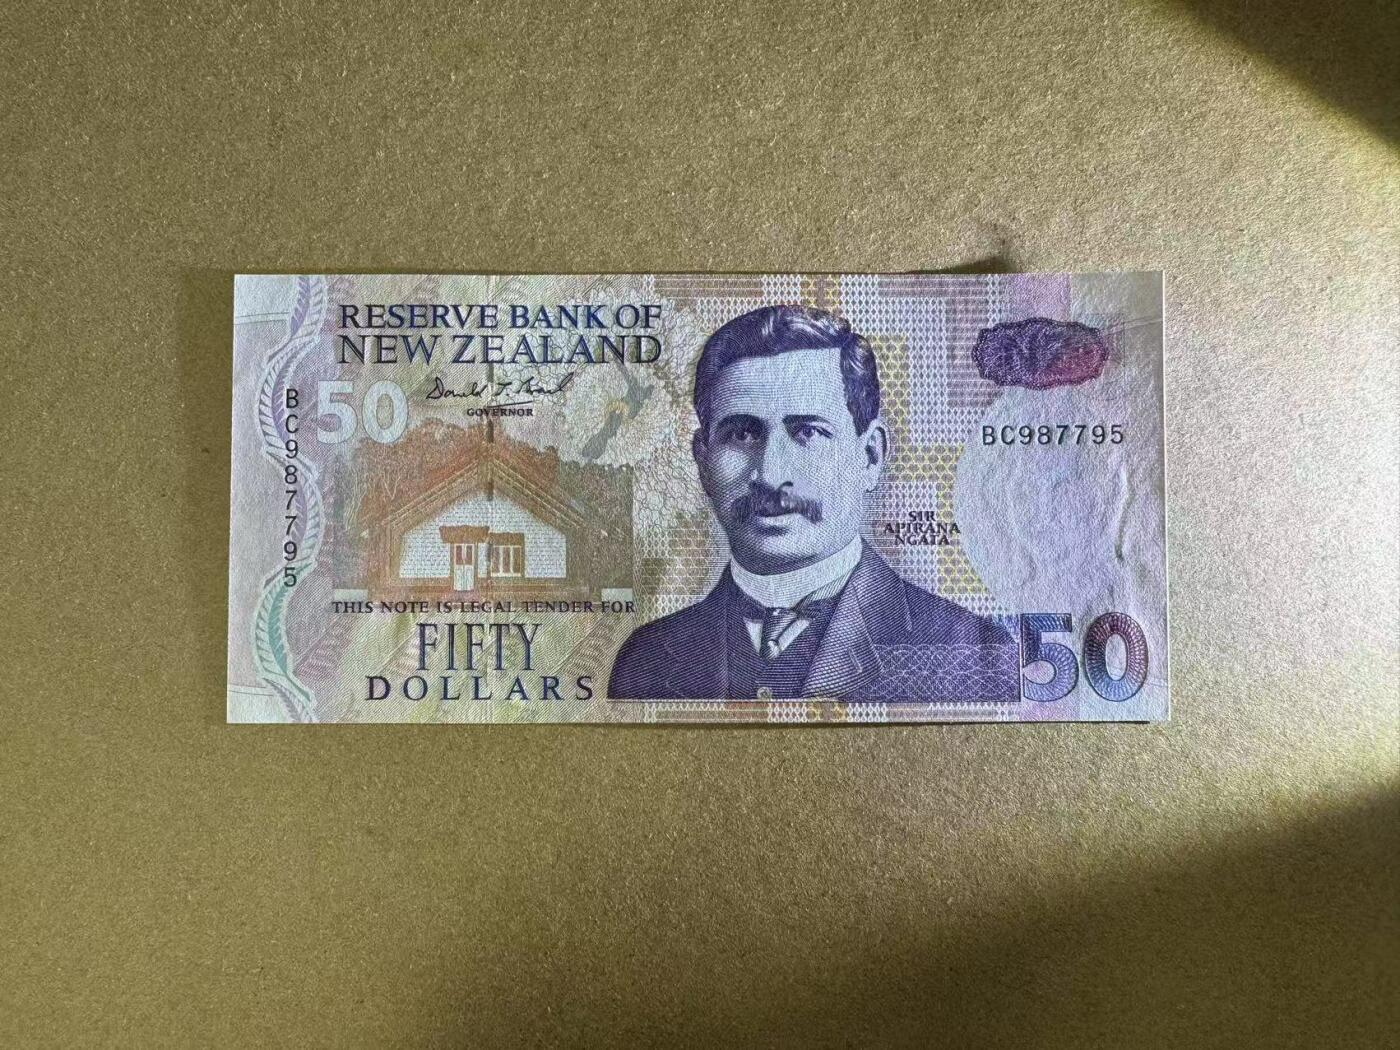 RESERVE BANK OF
NEW ZEALAND
50
GOVERNOR
BC987795
BC987795
SIR
APIRANA
NGATA
THIS NOTE IS LEGAL TENDER FOR
FIFTY
DOLLARS
50